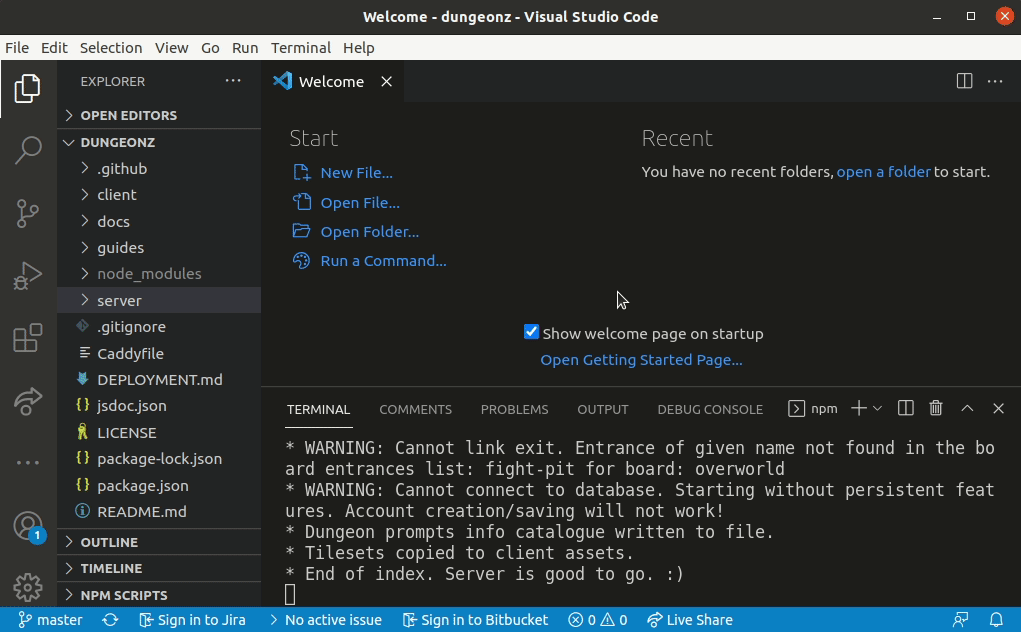 Welcome - dungeonz - Visual Studio Code
File Edit Selection View Go Run Terminal Help
EXPLORER
OPEN EDITORS
DUNGEONZ
.github
client
docs
guides
node_modules
server
.gitignore
Caddyfile
DEPLOYMENT.md
{} jsdoc.json
LICENSE
{} package-lock.json
{} package.json
README.md
OUTLINE
TIMELINE
NPM SCRIPTS
1
Welcome
Start
New File...
Open File...
Open Folder...
Run a Command...
Recent
You have no recent folders, open a folder to start.
Show welcome page on startup
Open Getting Started Page...
TERMINAL COMMENTS PROBLEMS OUTPUT DEBUG CONSOLE npm
* WARNING: Cannot link exit. Entrance of given name not found in the bo
ard entrances list: fight-pit for board: overworld
* WARNING: Cannot connect to database. Starting without persistent feat
ures. Account creation/saving will not work!
* Dungeon prompts info catalogue written to file.
* Tilesets copied to client assets.
* End of index. Server is good to go. :)
master Sign in to Jira No active issue Sign in to Bitbucket 0 0 Live Share